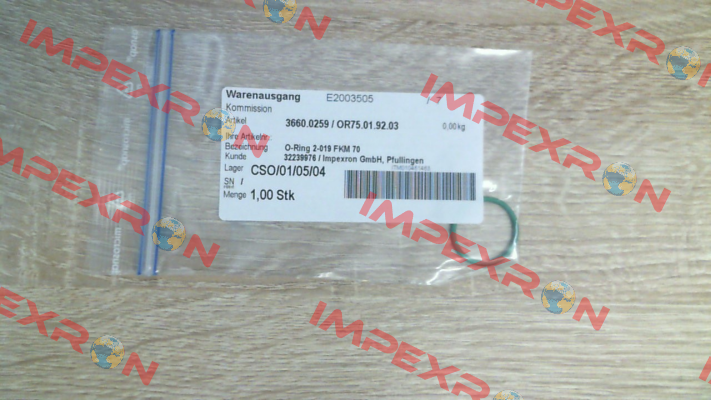 IMPEXRON
Warenausgang E2003505
Kommission
Artikel 3660.0259 / OR75.01.92.03 0,00 kg
Ihre Artikelnr.
Bezeichnung O-Ring 2-019 FKM 70
Kunde 32239976 / Impexron GmbH, Pfullingen
Lager CSO/01/05/04
SN /
Menge 1,00 Stk
IMPEXRON
IMPEXRON
IMPEXRON
IMPEXRON
IMPEXRON
IMPEXRON